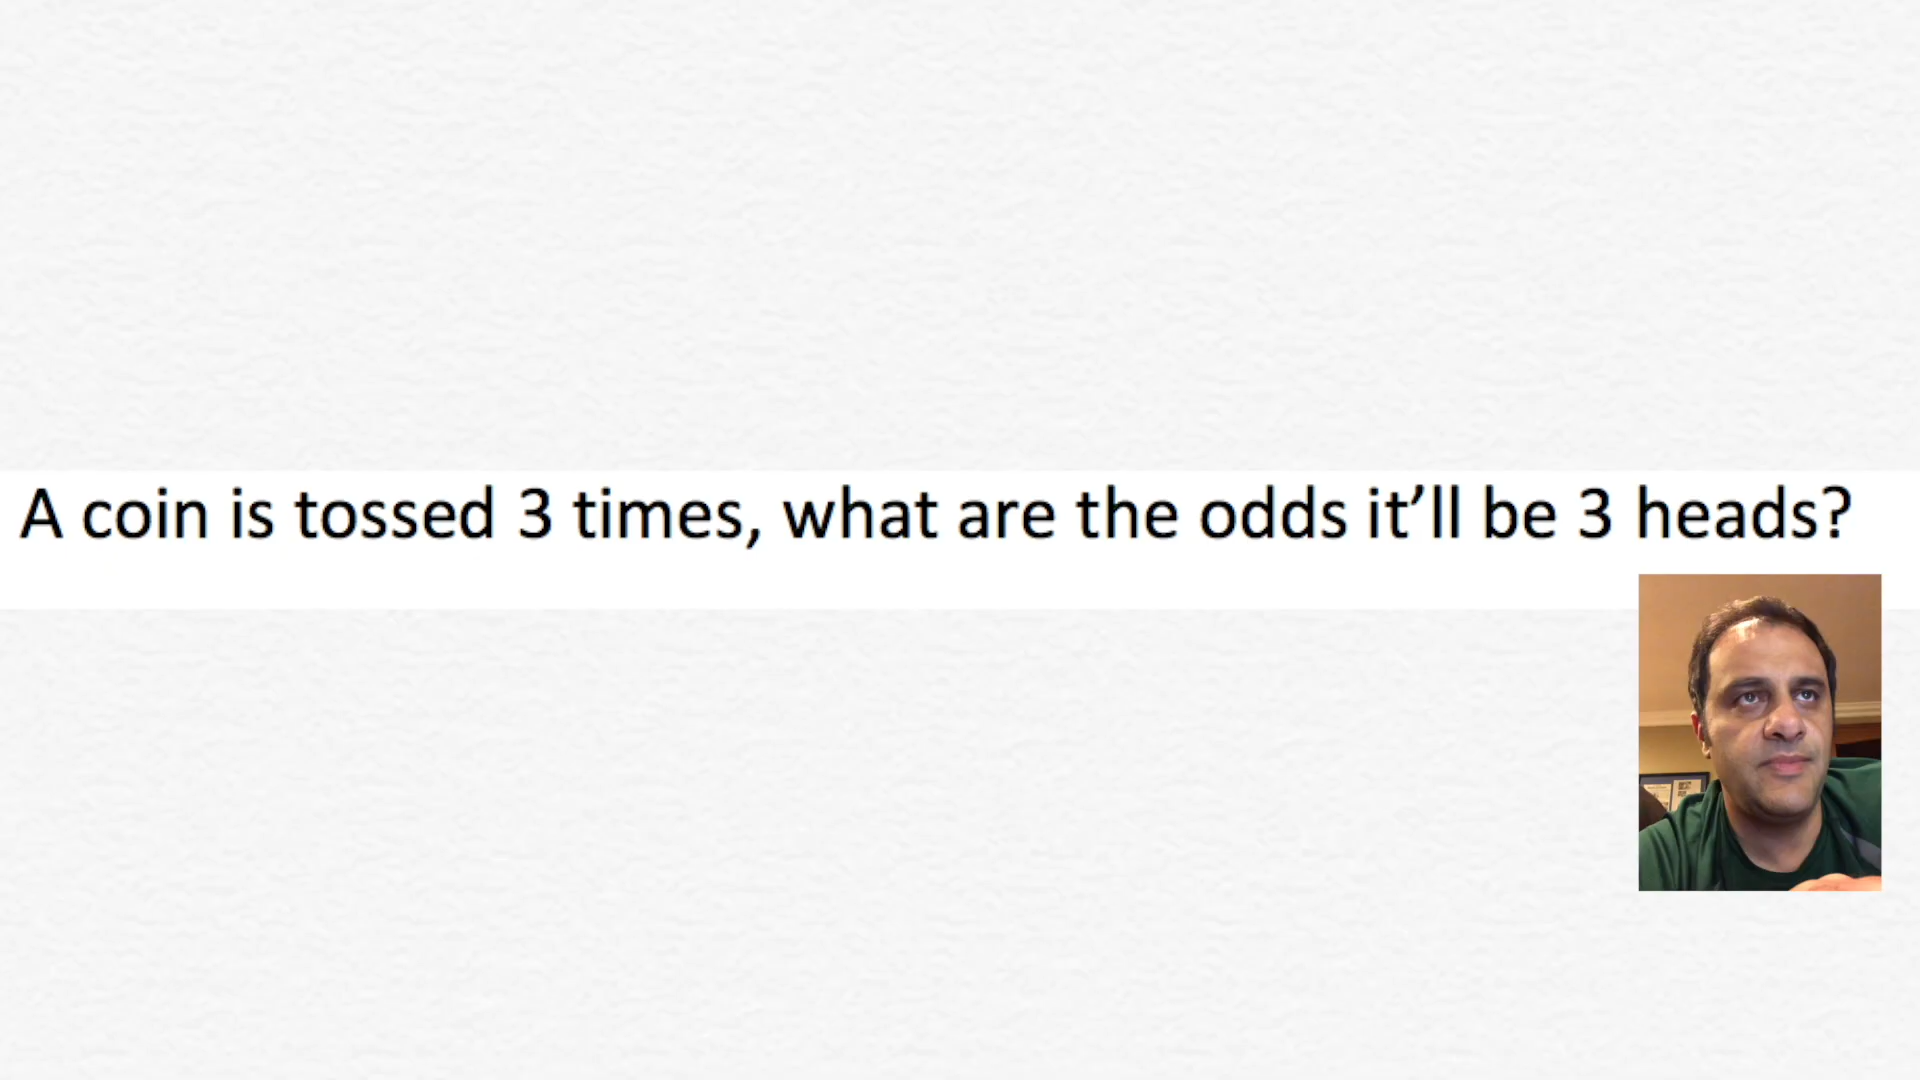 A coin is tossed 3 times, what are the odds it’ll be 3 heads?